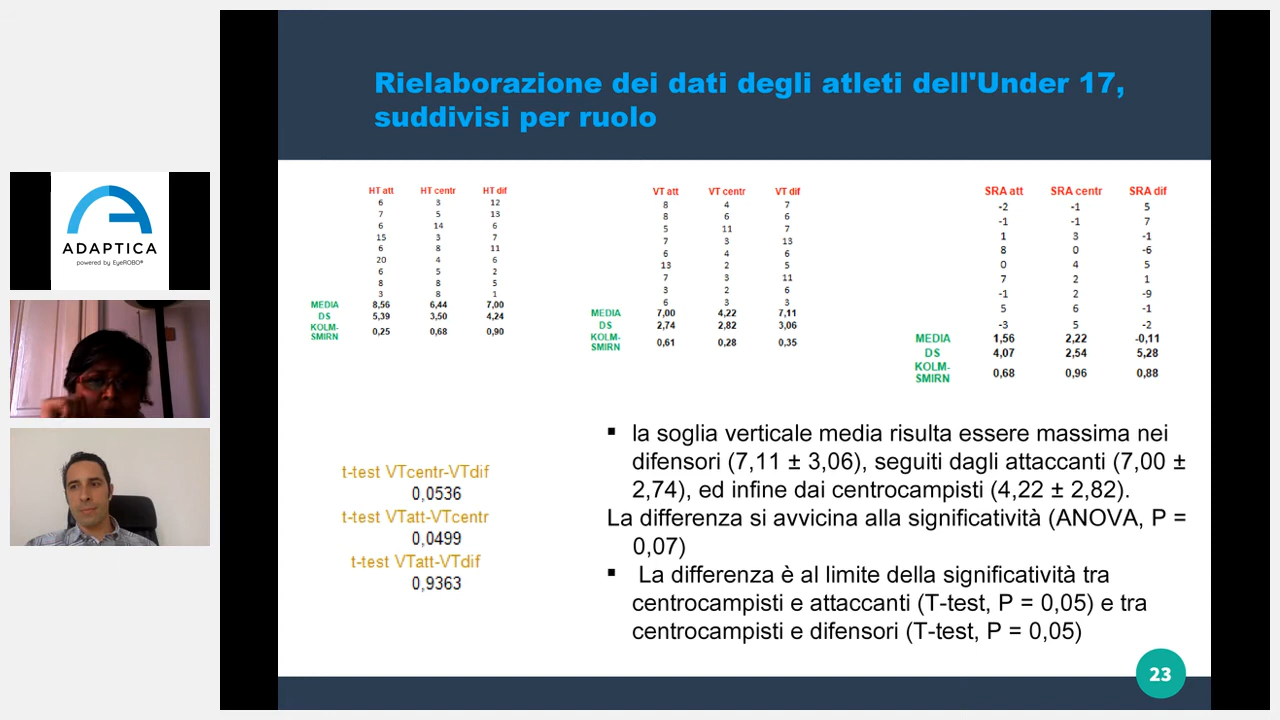 Rielaborazione dei dati degli atleti dell'Under 17,
suddivisi per ruolo
ADAPTICA
powered by EyeROBO®
HT att HT centr HT dif
6 3 12
7 5 13
6 14 6
15 3 7
6 8 11
20 4 6
6 5 2
8 8 5
3 8 1
MEDIA 8,56 6,44 7,00
DS 5,39 3,50 4,24
KOLM-
SMIRN 0,25 0,68 0,90
VT att VT centr VT dif
8 4 7
8 6 6
5 11 7
7 3 13
6 4 6
13 2 5
7 3 11
3 2 6
6 3 3
MEDIA 7,00 4,22 7,11
DS 2,74 2,82 3,06
KOLM-
SMIRN 0,61 0,28 0,35
SRA att SRA centr SRA dif
-2 -1 5
-1 -1 7
1 3 -1
8 0 -6
0 4 5
7 2 1
-1 2 -9
5 6 -1
-3 5 -2
MEDIA 1,56 2,22 -0,11
DS 4,07 2,54 5,28
KOLM-
SMIRN 0,68 0,96 0,88
t-test VTcentr-VTdif
0,0536
t-test VTatt-VTcentr
0,0499
t-test VTatt-VTdif
0,9363
▪ la soglia verticale media risulta essere massima nei
difensori (7,11 ± 3,06), seguiti dagli attaccanti (7,00 ±
2,74), ed infine dai centrocampisti (4,22 ± 2,82).
La differenza si avvicina alla significatività (ANOVA, P =
0,07)
▪ La differenza è al limite della significatività tra
centrocampisti e attaccanti (T-test, P = 0,05) e tra
centrocampisti e difensori (T-test, P = 0,05)
23